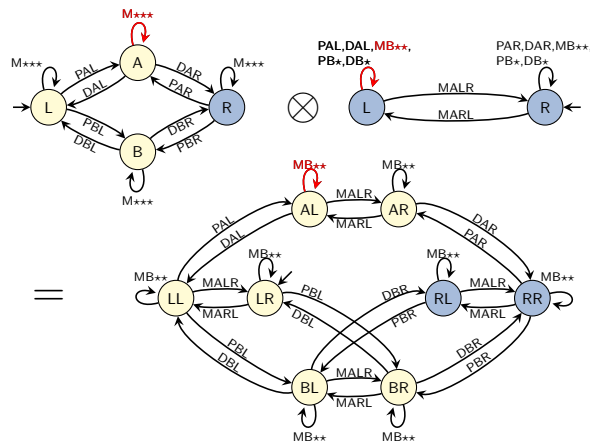 M⋆⋆⋆
M⋆⋆⋆
PAL
DAL
A
DAR
PAR
M⋆⋆⋆
L
R
PBL
DBL
DBR
PBR
B
M⋆⋆⋆
⊗
PAL,DAL,MB⋆⋆,
PB⋆,DB⋆
PAR,DAR,MB⋆⋆,
PB⋆,DB⋆
L
MALR
MARL
R
=
MB⋆⋆
MB⋆⋆
PAL
DAL
AL
MALR
MARL
AR
DAR
PAR
MB⋆⋆
MB⋆⋆
MB⋆⋆
MB⋆⋆
LL
MALR
MARL
LR
PBL
DBL
DBR
PBR
RL
MALR
MARL
RR
PBL
DBL
DBR
PBR
BL
MALR
MARL
BR
MB⋆⋆
MB⋆⋆